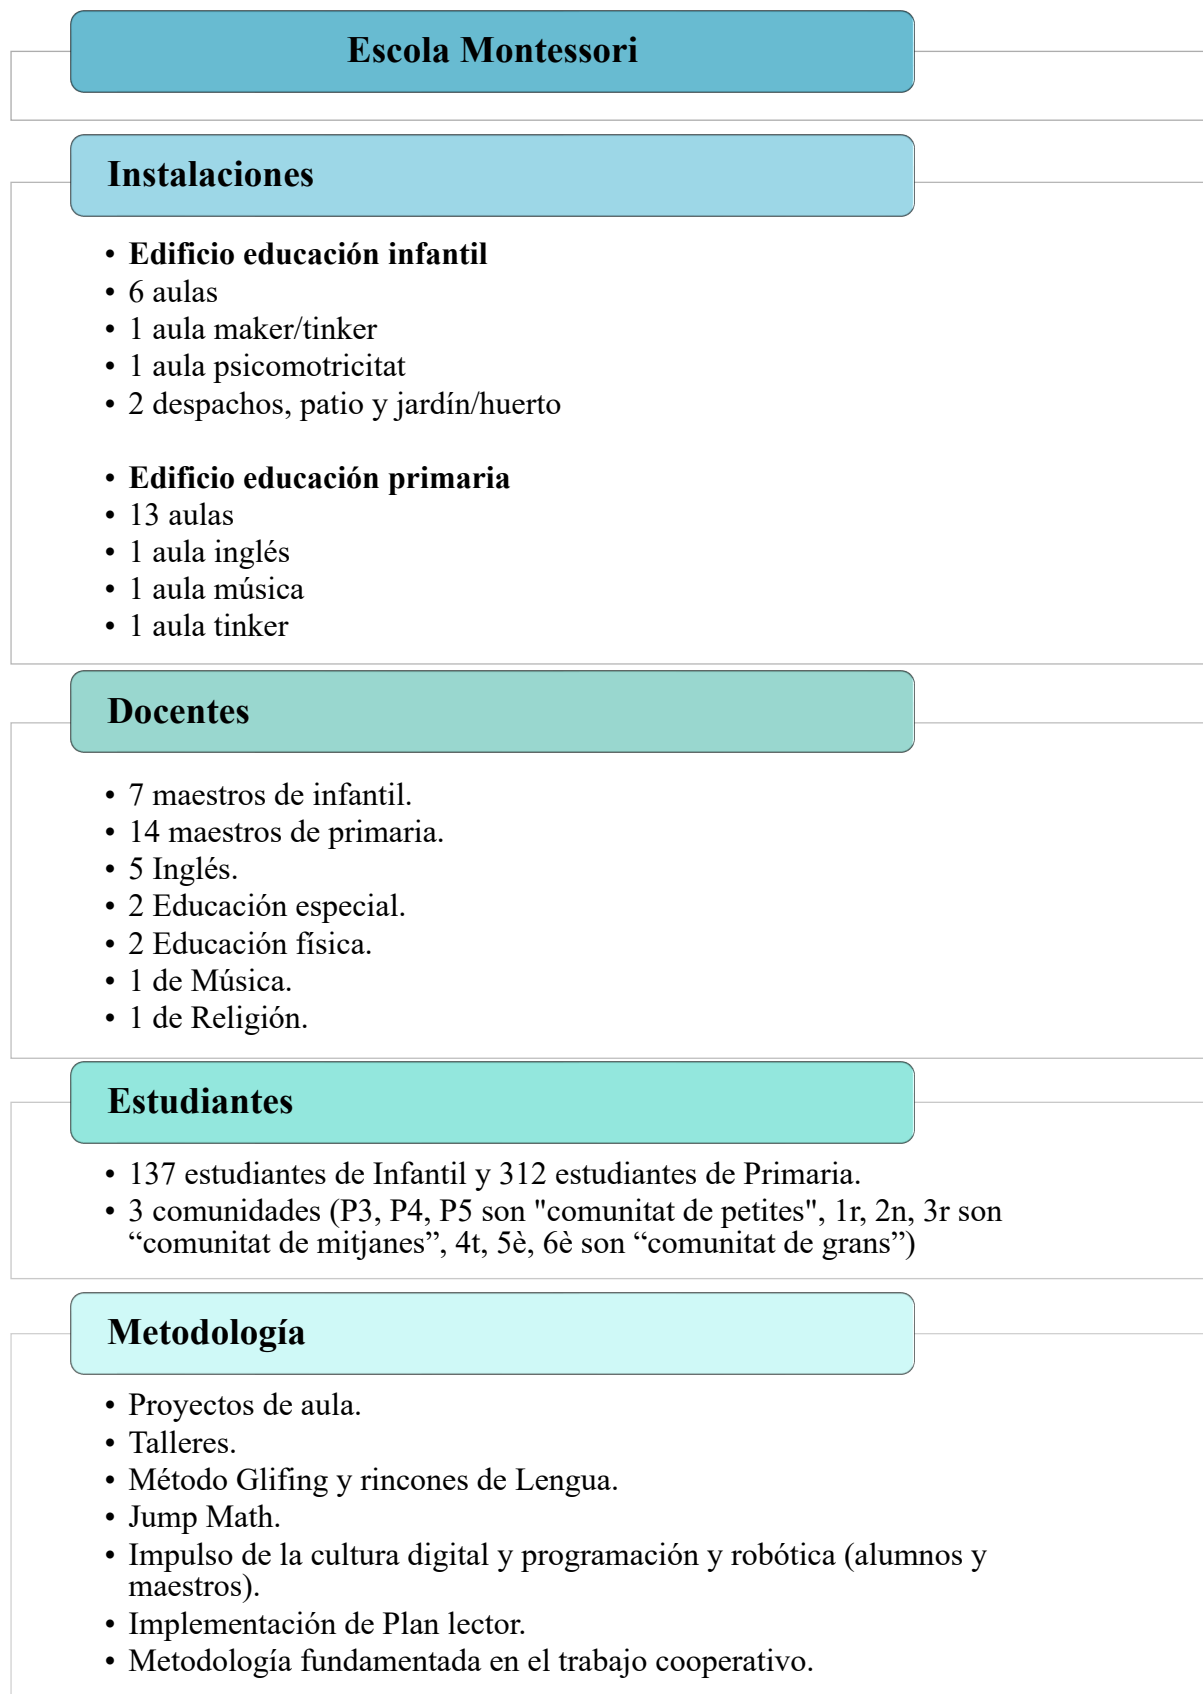 Escola Montessori
Instalaciones
• Edificio educación infantil
• 6 aulas
• 1 aula maker/tinker
• 1 aula psicomotricitat
• 2 despachos, patio y jardín/huerto
• Edificio educación primaria
• 13 aulas
• 1 aula inglés
• 1 aula música
• 1 aula tinker
Docentes
• 7 maestros de infantil.
• 14 maestros de primaria.
• 5 Inglés.
• 2 Educación especial.
• 2 Educación física.
• 1 de Música.
• 1 de Religión.
Estudiantes
• 137 estudiantes de Infantil y 312 estudiantes de Primaria.
• 3 comunidades (P3, P4, P5 son "comunitat de petites", 1r, 2n, 3r son
“comunitat de mitjanes”, 4t, 5è, 6è son “comunitat de grans”)
Metodología
• Proyectos de aula.
• Talleres.
• Método Glifing y rincones de Lengua.
• Jump Math.
• Impulso de la cultura digital y programación y robótica (alumnos y
maestros).
• Implementación de Plan lector.
• Metodología fundamentada en el trabajo cooperativo.